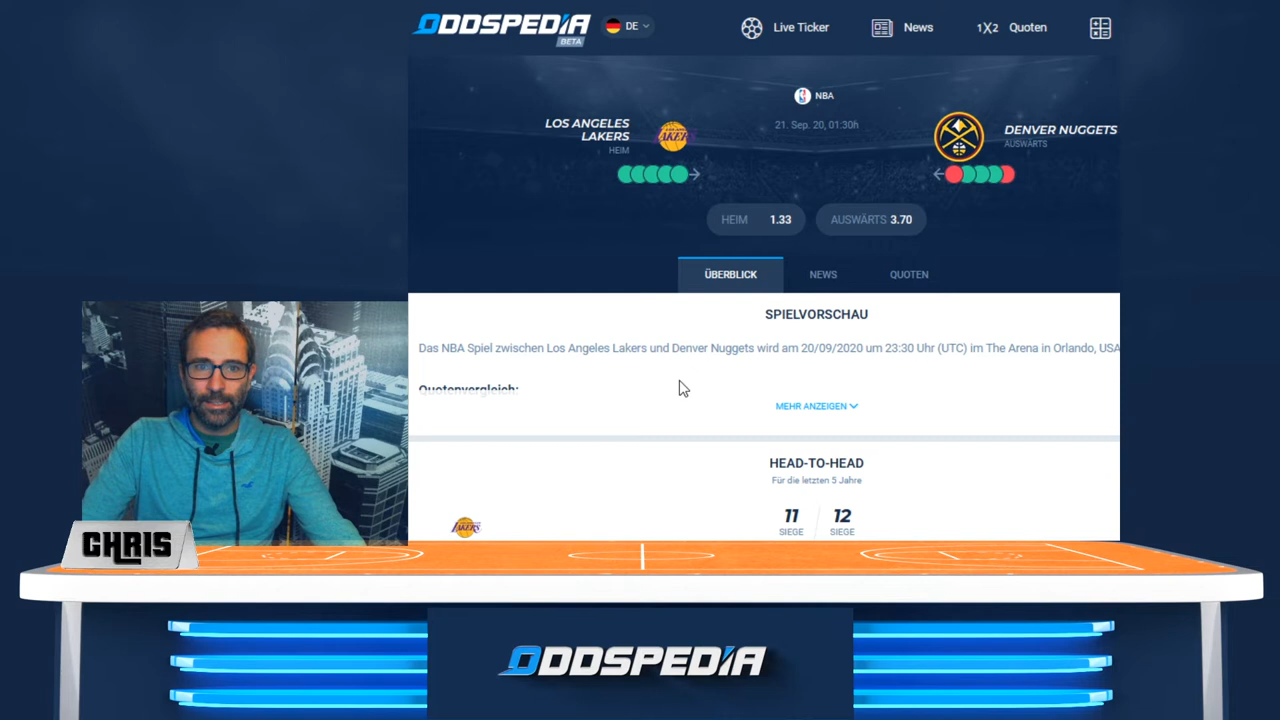 ODDSPEDIA
BETA
DE
Live Ticker
News
1X2 Quoten
NBA
21. Sep. 20, 01:30h
LOS ANGELES
LAKERS
HEIM
LAKERS
DENVER NUGGETS
AUSWÄRTS
HEIM 1.33
AUSWÄRTS 3.70
ÜBERBLICK
NEWS
QUOTEN
SPIELVORSCHAU
Das NBA Spiel zwischen Los Angeles Lakers und Denver Nuggets wird am 20/09/2020 um 23:30 Uhr (UTC) im The Arena in Orlando, USA
Quotenvergleich:
MEHR ANZEIGEN
HEAD-TO-HEAD
Für die letzten 5 Jahre
LAKERS
11 12
SIEGE SIEGE
CHRIS
ODDSPEDIA